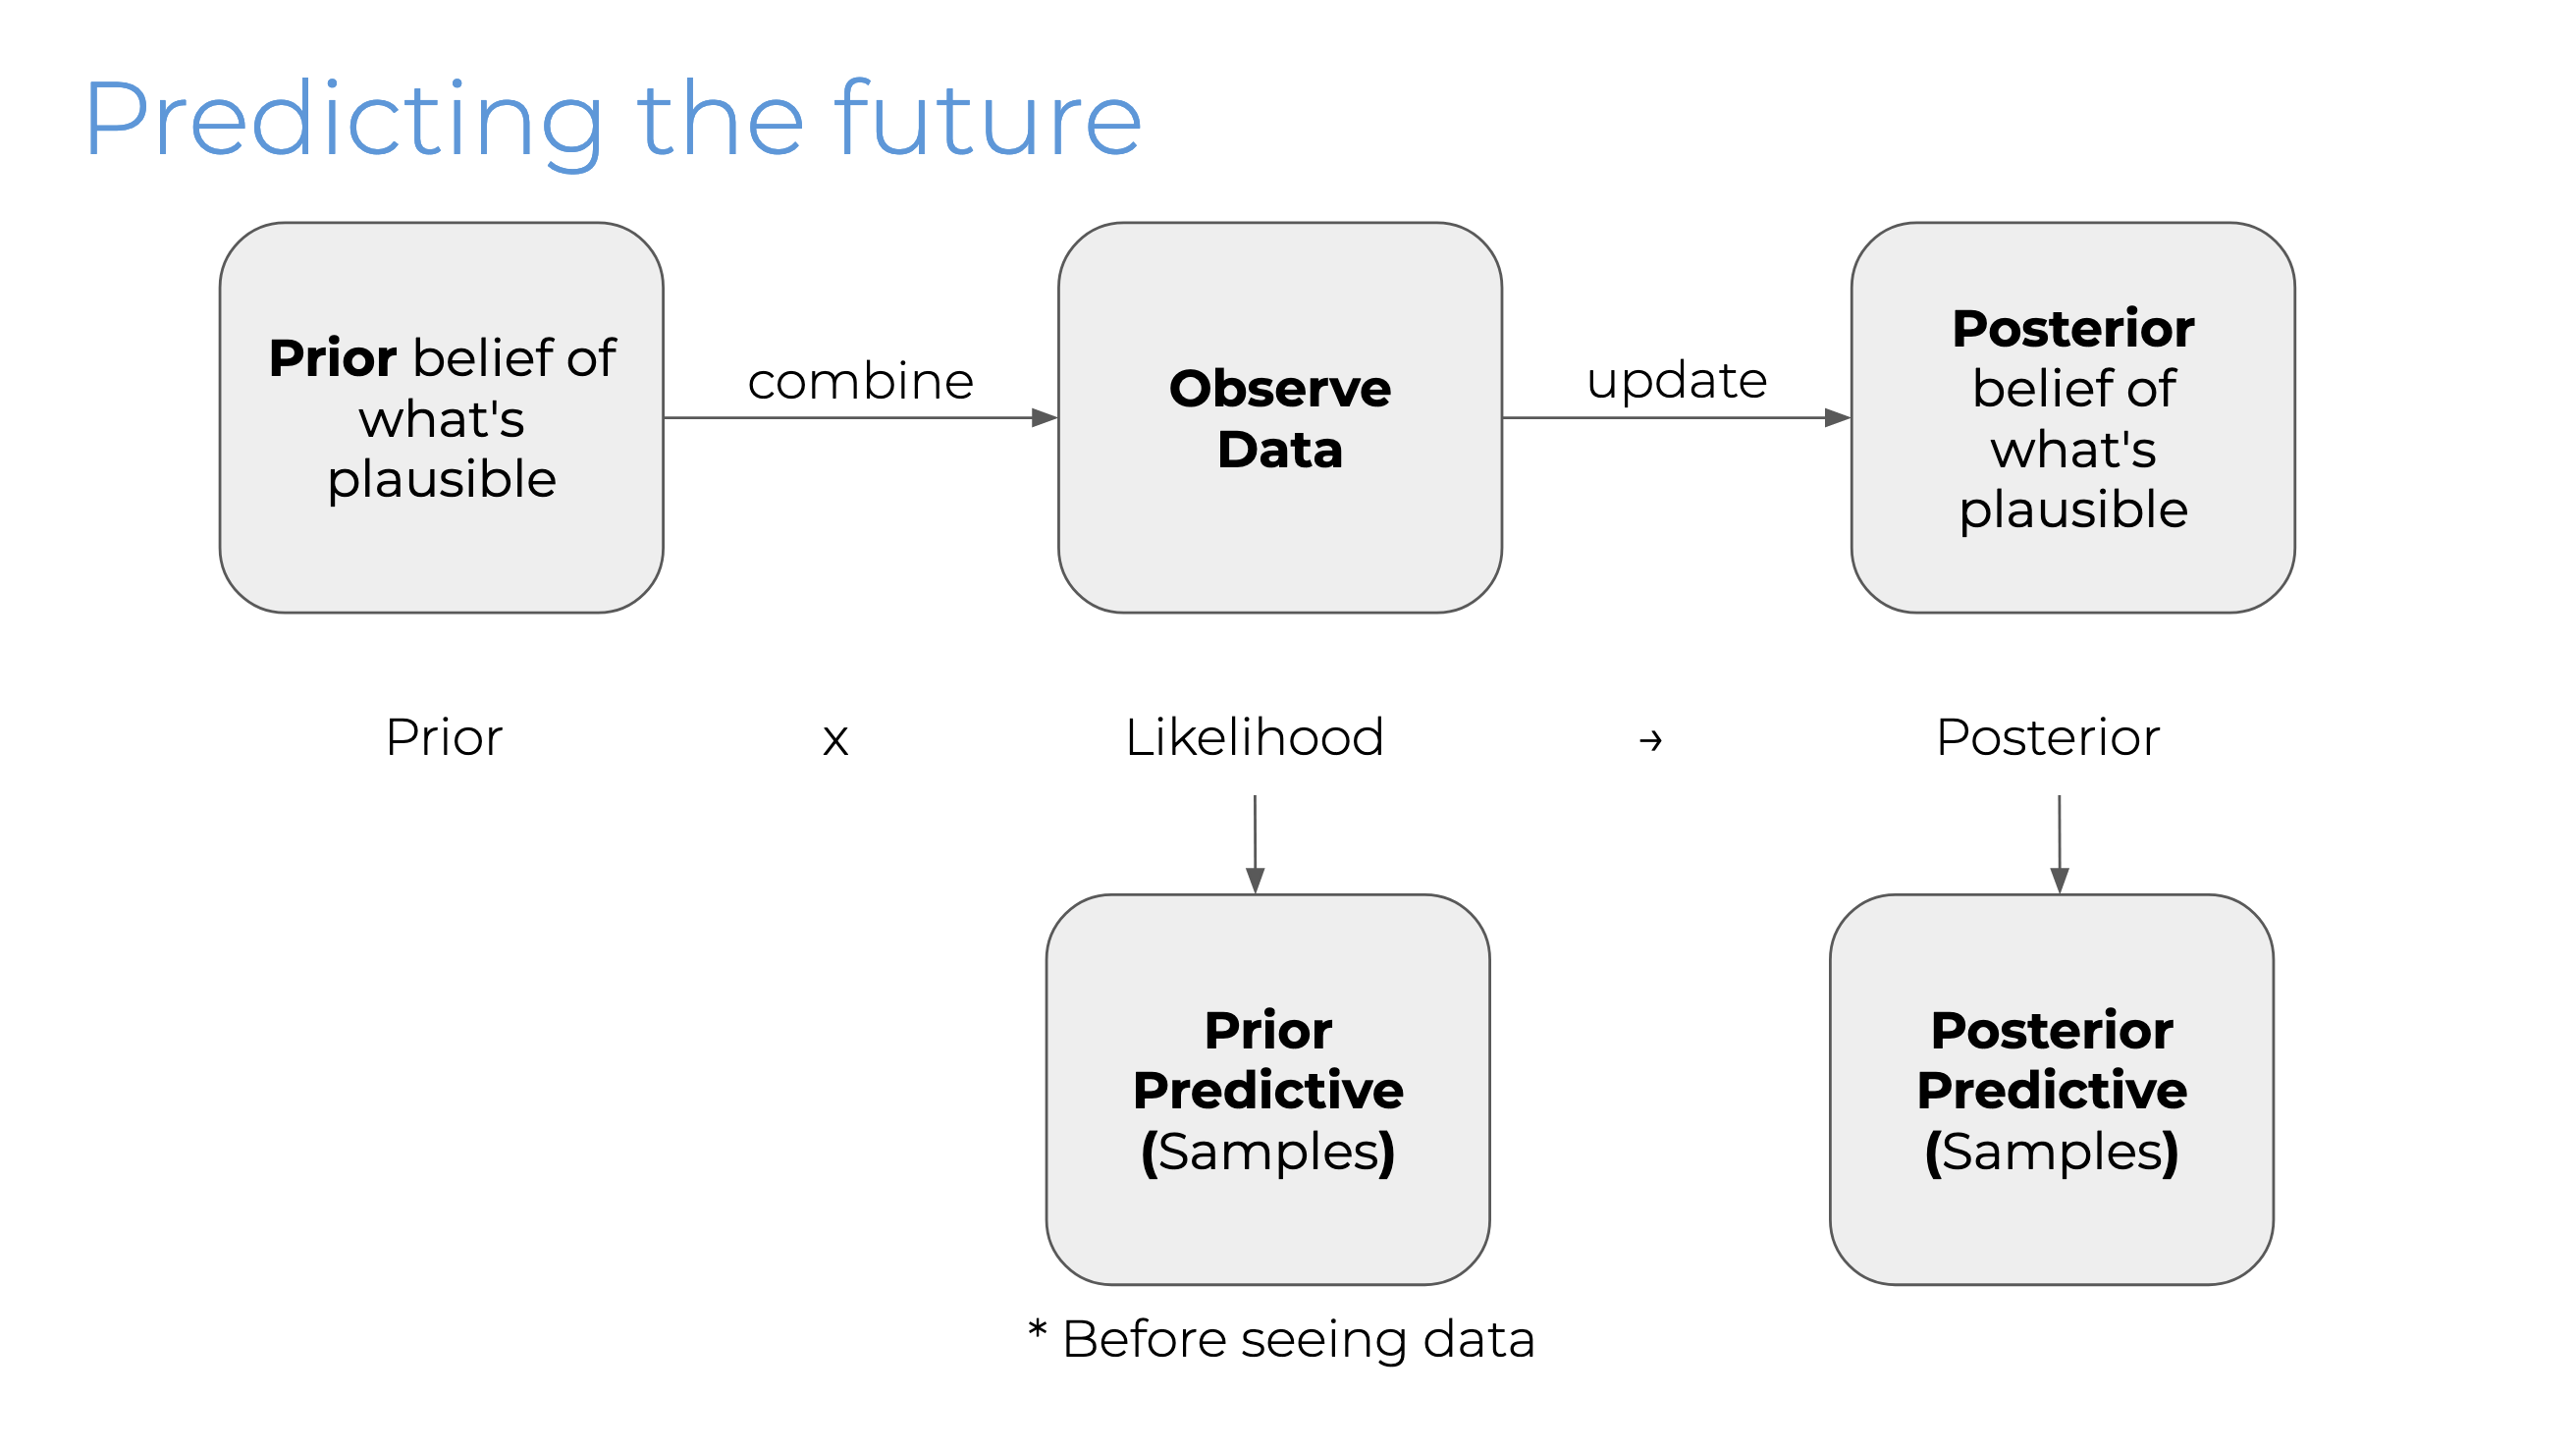 Predicting the future
Prior belief of
what's
plausible
combine
Observe
Data
update
Posterior
belief of
what's
plausible
Prior
x
Likelihood
→
Posterior
Prior
Predictive
(Samples)
Posterior
Predictive
(Samples)
* Before seeing data